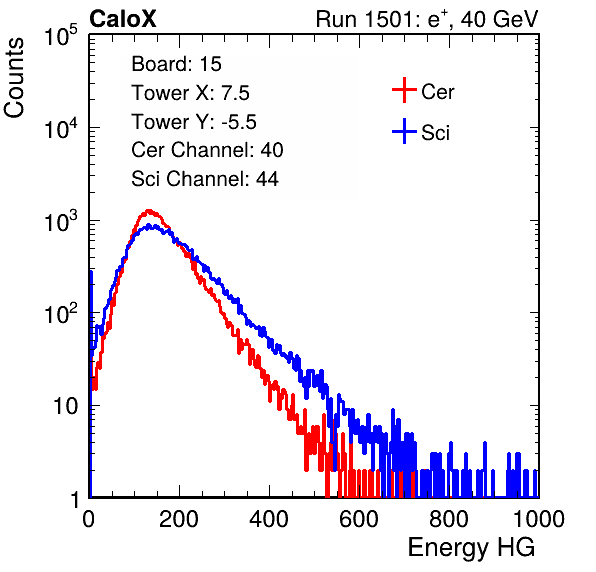 CaloX Run 1501: e⁺, 40 GeV
Counts
Board: 15
Tower X: 7.5
Tower Y: -5.5
Cer Channel: 40
Sci Channel: 44
Cer
Sci
10⁵
10⁴
10³
10²
10
1
0 200 400 600 800 1000
Energy HG